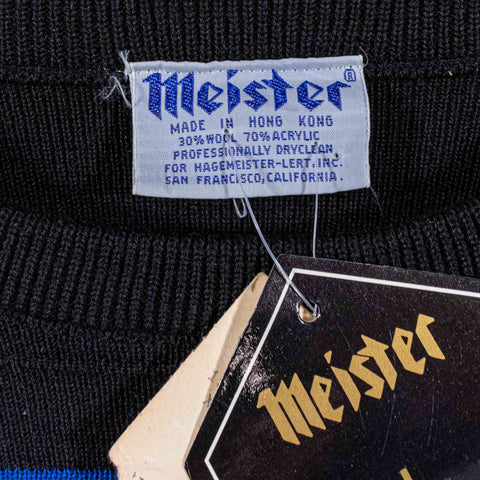 Meister®
MADE IN HONG KONG
30% WOOL 70% ACRYLIC
PROFESSIONALLY DRYCLEAN
FOR HAGEMEISTER-LERT, INC.
SAN FRANCISCO, CALIFORNIA.
Meister